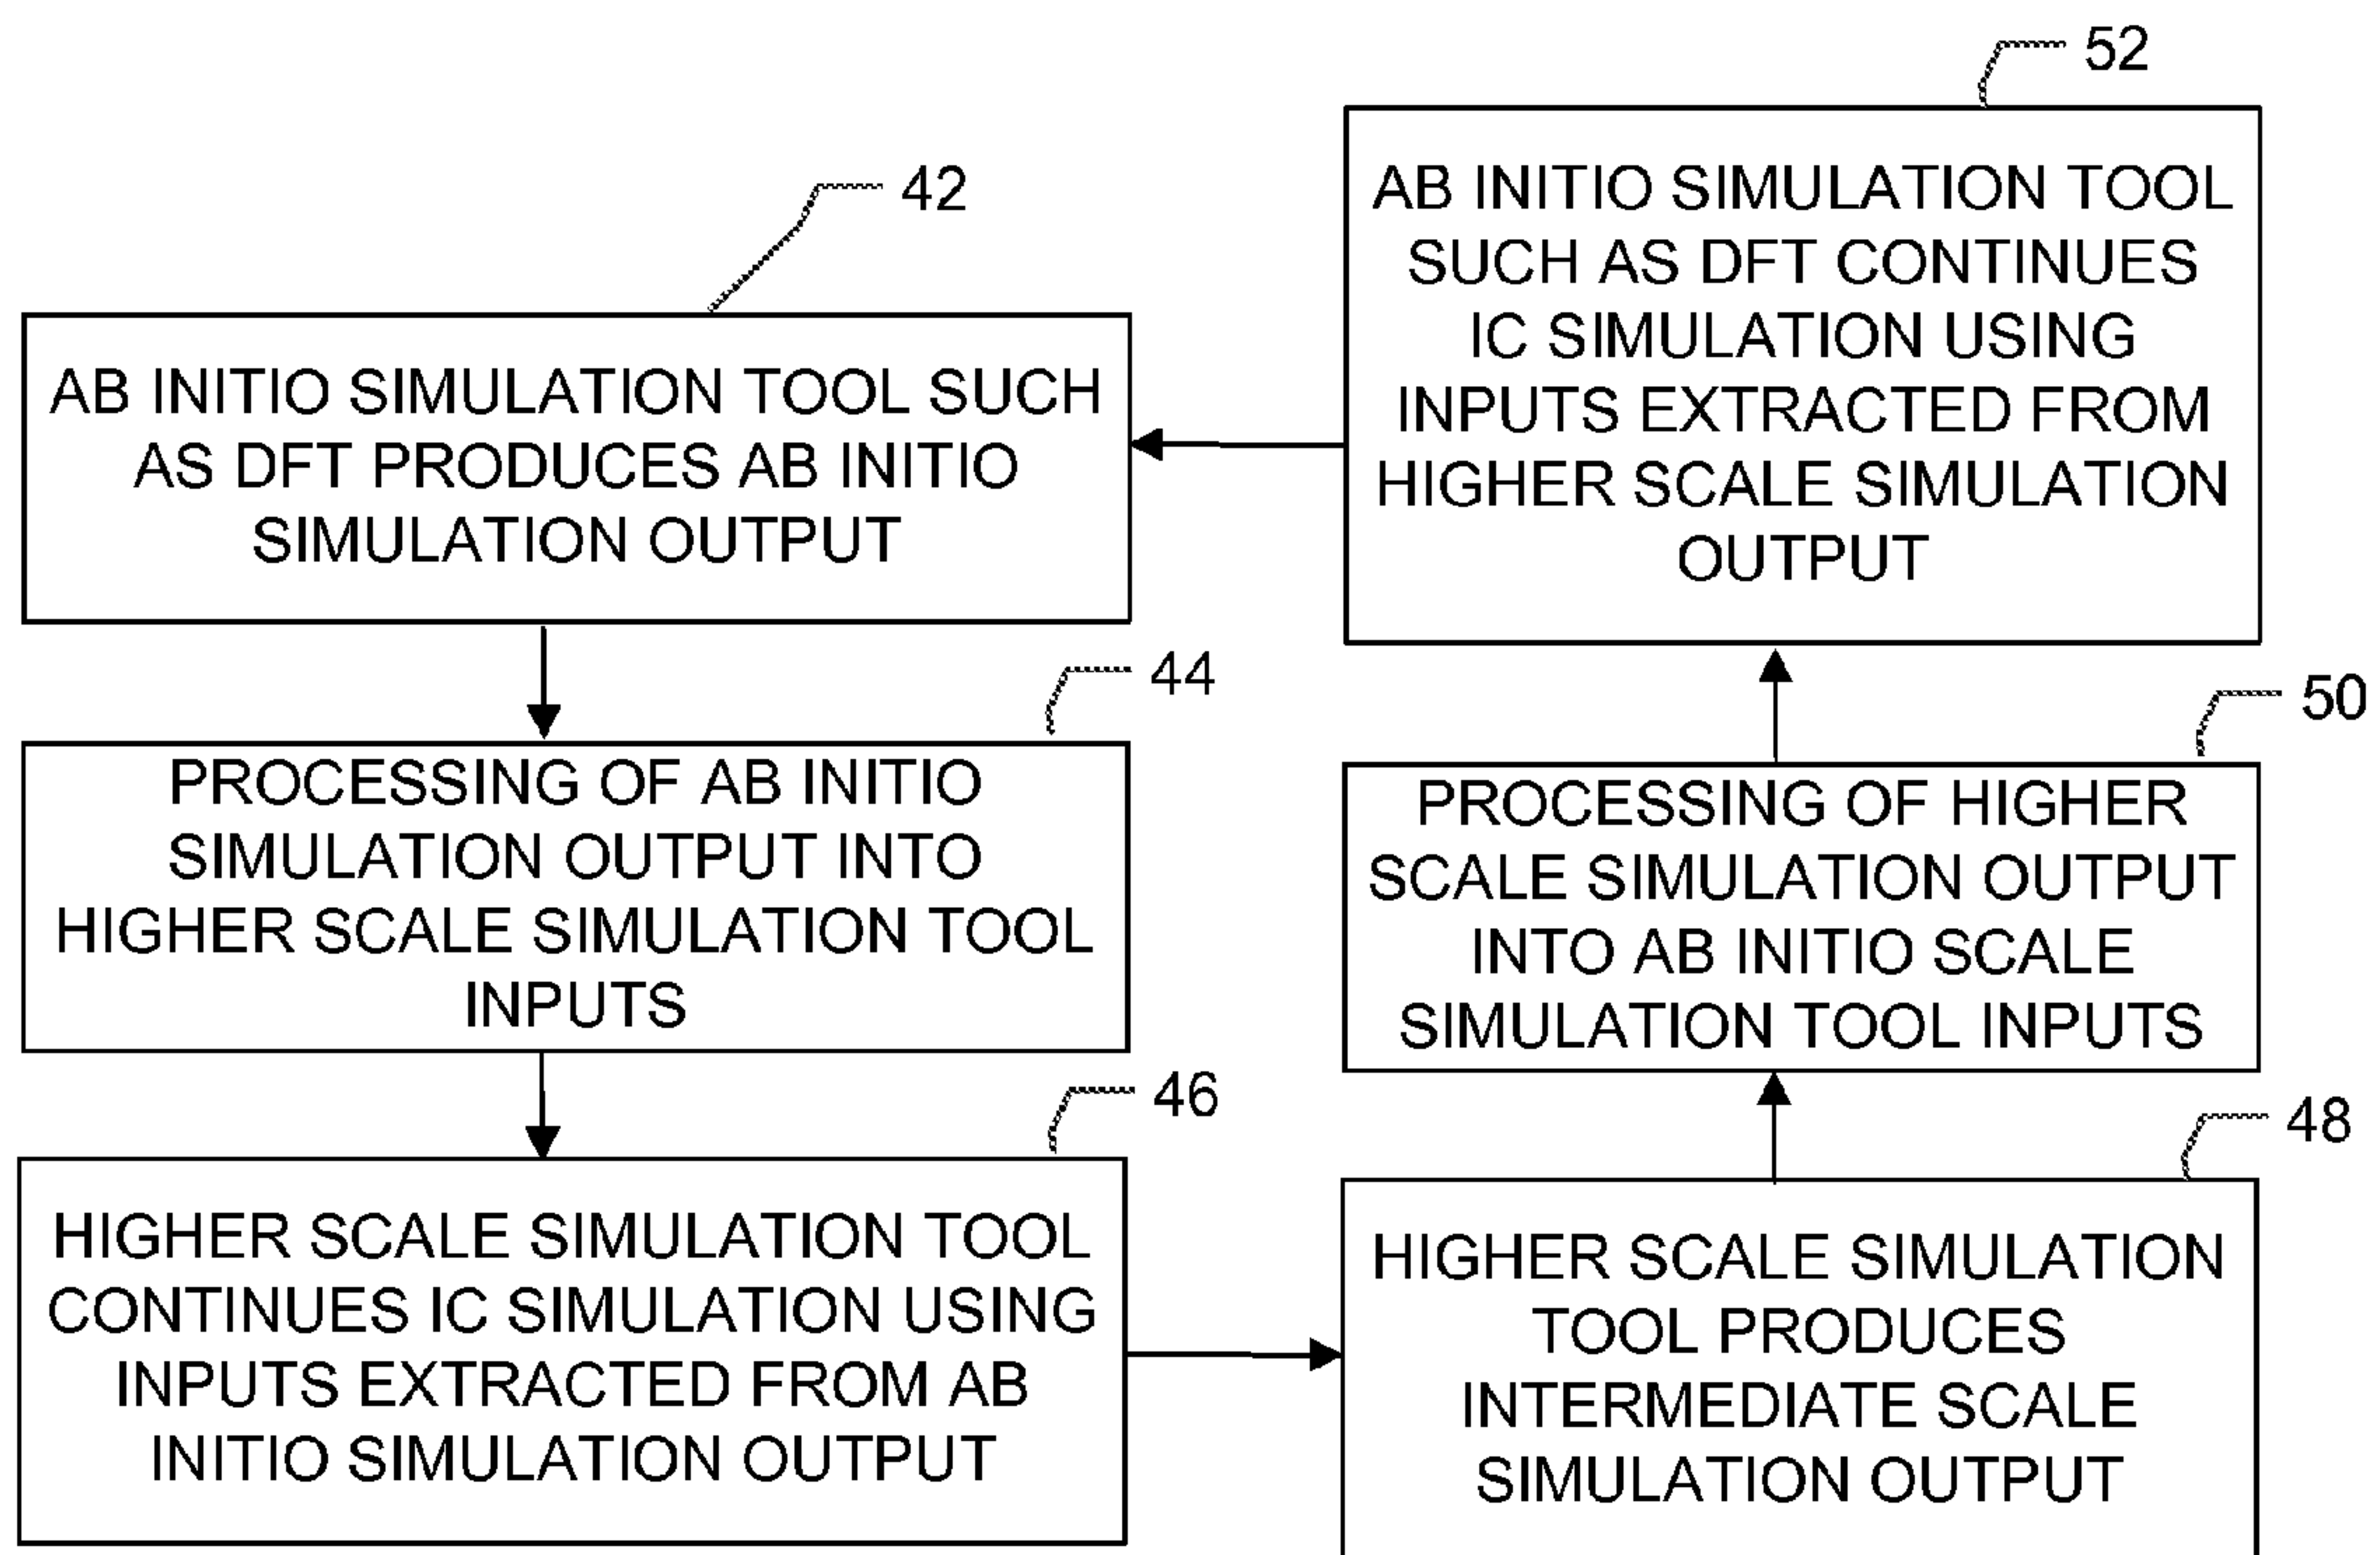 42
AB INITIO SIMULATION TOOL SUCH
AS DFT PRODUCES AB INITIO
SIMULATION OUTPUT
44
PROCESSING OF AB INITIO
SIMULATION OUTPUT INTO
HIGHER SCALE SIMULATION TOOL
INPUTS
46
HIGHER SCALE SIMULATION TOOL
CONTINUES IC SIMULATION USING
INPUTS EXTRACTED FROM AB
INITIO SIMULATION OUTPUT
48
HIGHER SCALE SIMULATION
TOOL PRODUCES
INTERMEDIATE SCALE
SIMULATION OUTPUT
50
PROCESSING OF HIGHER
SCALE SIMULATION OUTPUT
INTO AB INITIO SCALE
SIMULATION TOOL INPUTS
52
AB INITIO SIMULATION TOOL
SUCH AS DFT CONTINUES
IC SIMULATION USING
INPUTS EXTRACTED FROM
HIGHER SCALE SIMULATION
OUTPUT